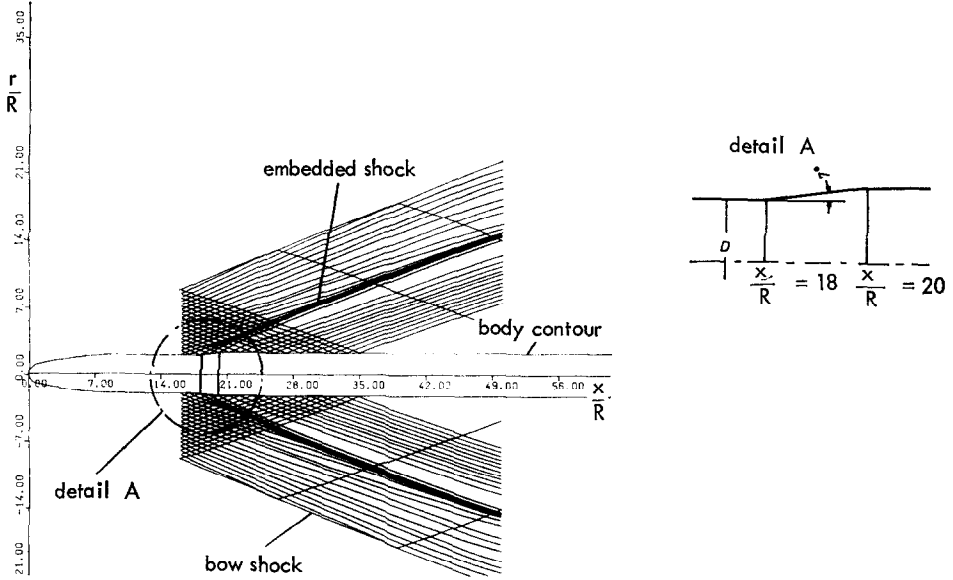 35.00
r
R
21.00
14.00
7.00
0.00
-7.00
-14.00
21.00
embedded shock
body contour
0.00 7.00 14.00 21.00 28.00 35.00 42.00 49.00 56.00
x
R
detail A
bow shock
detail A
7°
D
x
R = 18
x
R = 20